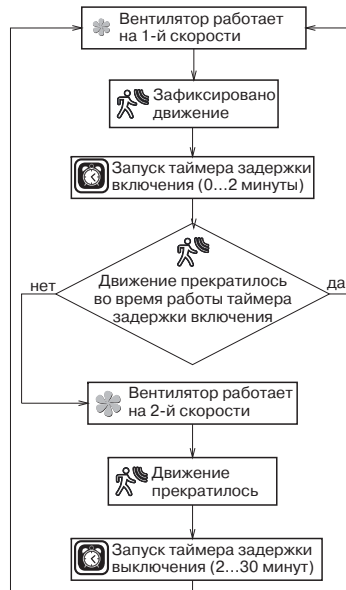 Вентилятор работает
на 1-й скорости
Зафиксировано
движение
Запуск таймера задержки
включения (0...2 минуты)
нет
да
Движение прекратилось
во время работы таймера
задержки включения
Вентилятор работает
на 2-й скорости
Движение
прекратилось
Запуск таймера задержки
выключения (2...30 минут)